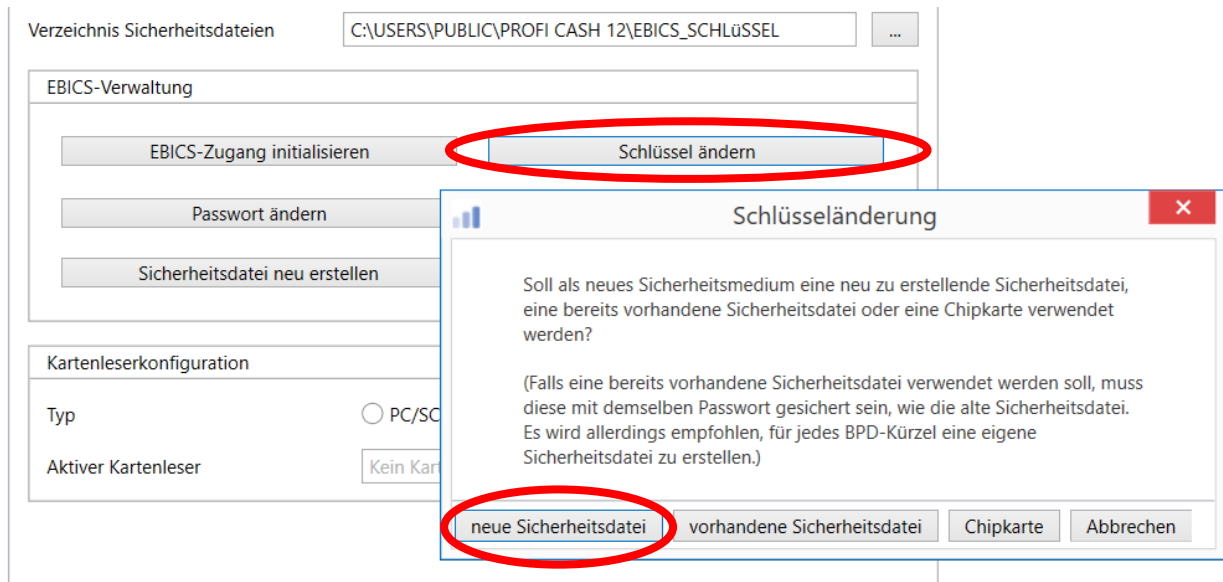 Verzeichnis Sicherheitsdateien
C:\USERS\PUBLIC\PROFI CASH 12\EBICS_SCHLüSSEL
...
EBICS-Verwaltung
EBICS-Zugang initialisieren
Schlüssel ändern
Passwort ändern
Sicherheitsdatei neu erstellen
Kartenleserkonfiguration
Typ
PC/SC
Aktiver Kartenleser
Kein Kart
Schlüsseländerung
Soll als neues Sicherheitsmedium eine neu zu erstellende Sicherheitsdatei,
eine bereits vorhandene Sicherheitsdatei oder eine Chipkarte verwendet
werden?
(Falls eine bereits vorhandene Sicherheitsdatei verwendet werden soll, muss
diese mit demselben Passwort gesichert sein, wie die alte Sicherheitsdatei.
Es wird allerdings empfohlen, für jedes BPD-Kürzel eine eigene
Sicherheitsdatei zu erstellen.)
neue Sicherheitsdatei
vorhandene Sicherheitsdatei
Chipkarte
Abbrechen